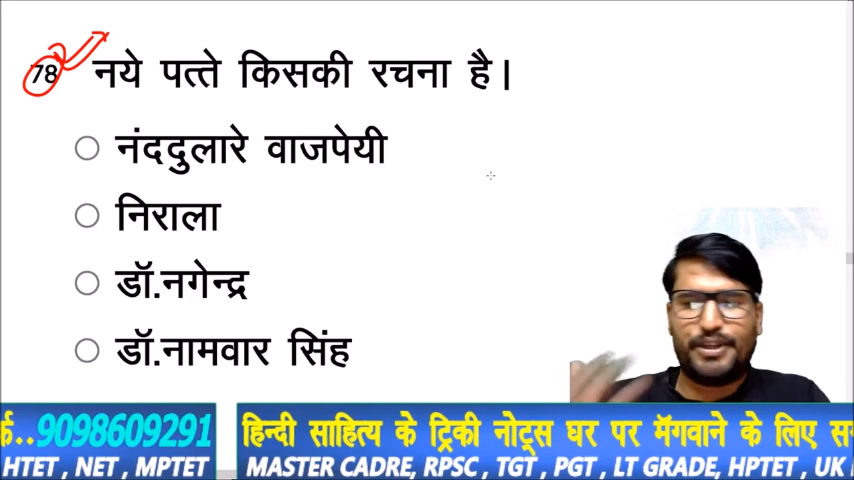 78 नये पत्ते किसकी रचना है।
नंददुलारे वाजपेयी
निराला
डॉ.नगेन्द्र
डॉ.नामवार सिंह
र्क..9098609291 हिन्दी साहित्य के ट्रिकी नोट्स घर पर मॅगवाने के लिए
HTET , NET , MPTET MASTER CADRE, RPSC , TGT , PGT , LT GRADE, HPTET , UK